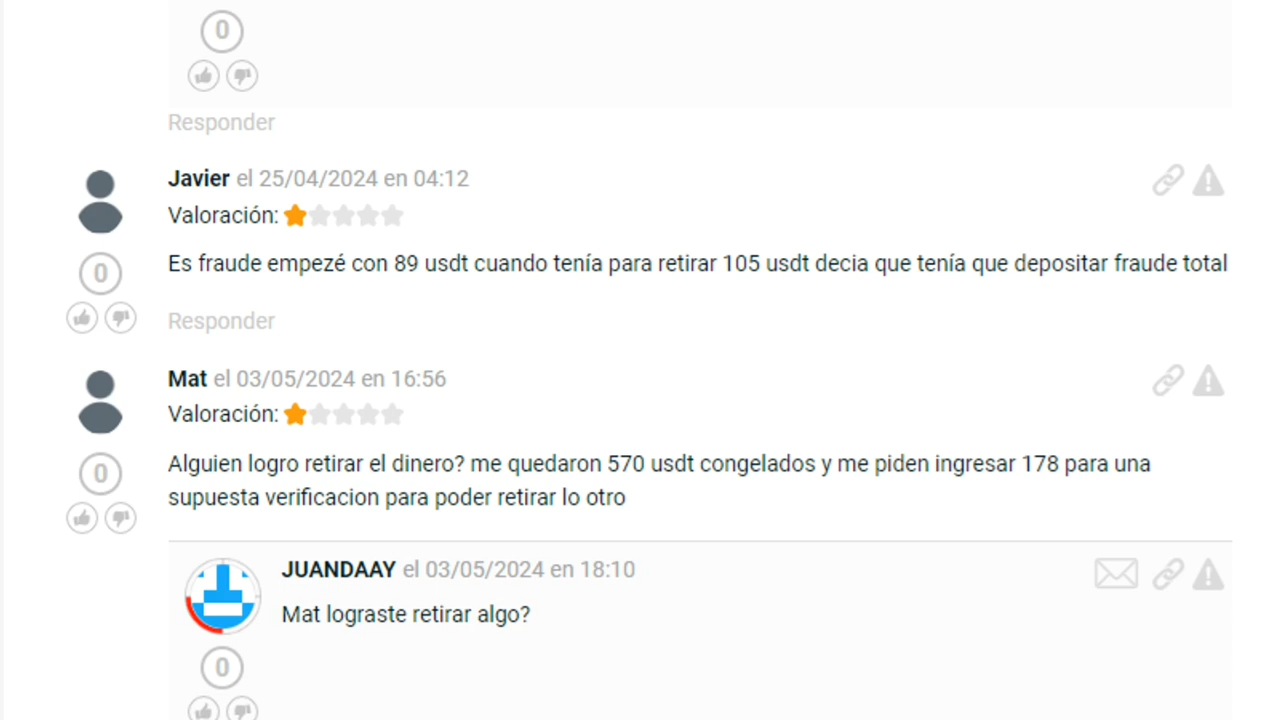 0
Responder
Javier el 25/04/2024 en 04:12
Valoración:
0
Es fraude empezé con 89 usdt cuando tenía para retirar 105 usdt decia que tenía que depositar fraude total
Responder
Mat el 03/05/2024 en 16:56
Valoración:
0
Alguien logro retirar el dinero? me quedaron 570 usdt congelados y me piden ingresar 178 para una
supuesta verificacion para poder retirar lo otro
JUANDAAY el 03/05/2024 en 18:10
Mat lograste retirar algo?
0